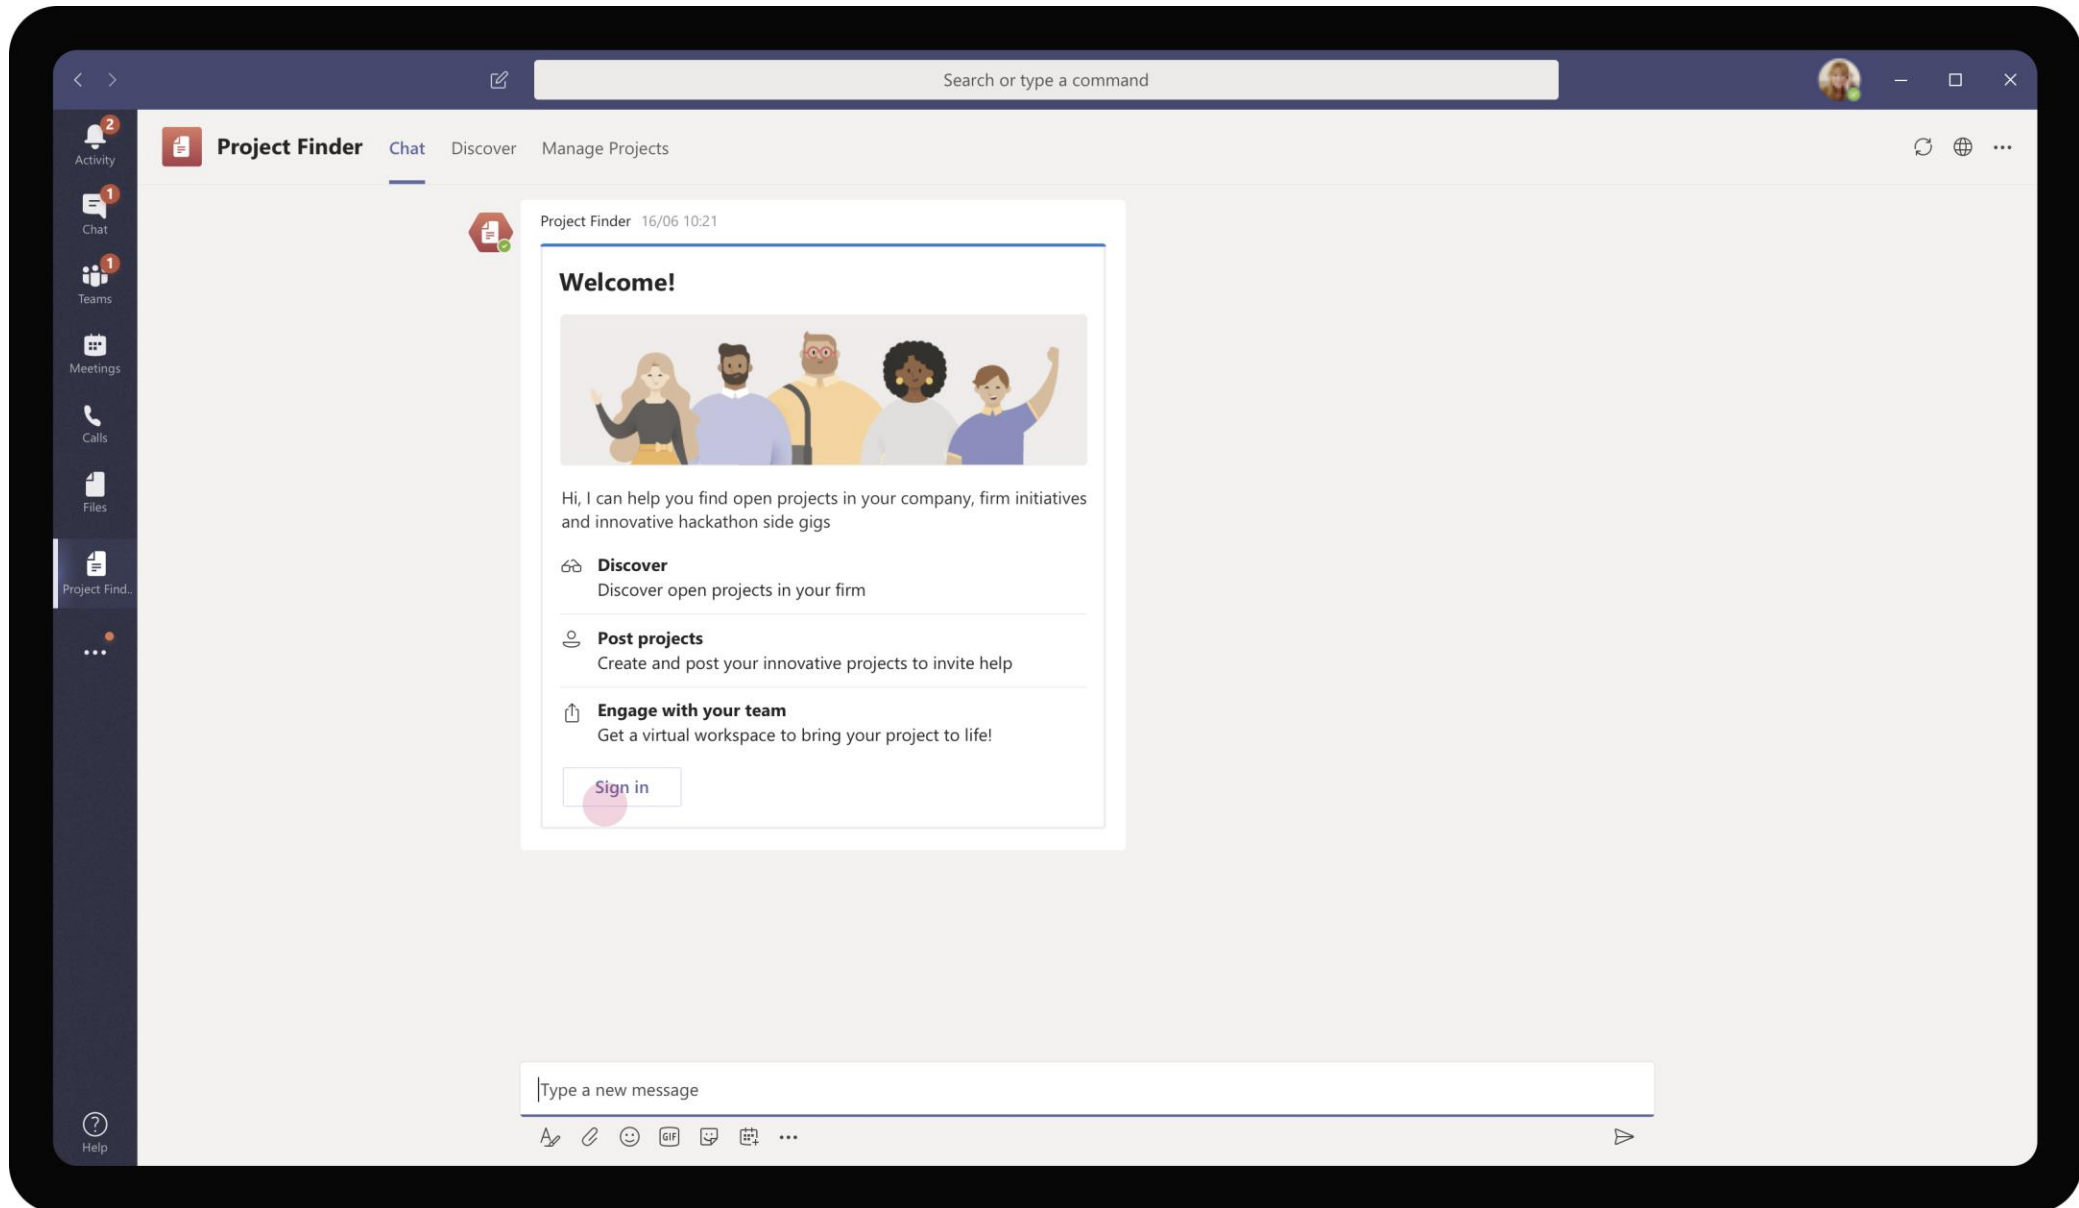 Search or type a command
2
Activity
1
Chat
1
Teams
Meetings
Calls
Files
Project Find..
Help
Project Finder Chat Discover Manage Projects
Project Finder 16/06 10:21
Welcome!
Hi, I can help you find open projects in your company, firm initiatives
and innovative hackathon side gigs
Discover
Discover open projects in your firm
Post projects
Create and post your innovative projects to invite help
Engage with your team
Get a virtual workspace to bring your project to life!
Sign in
Type a new message
GIF